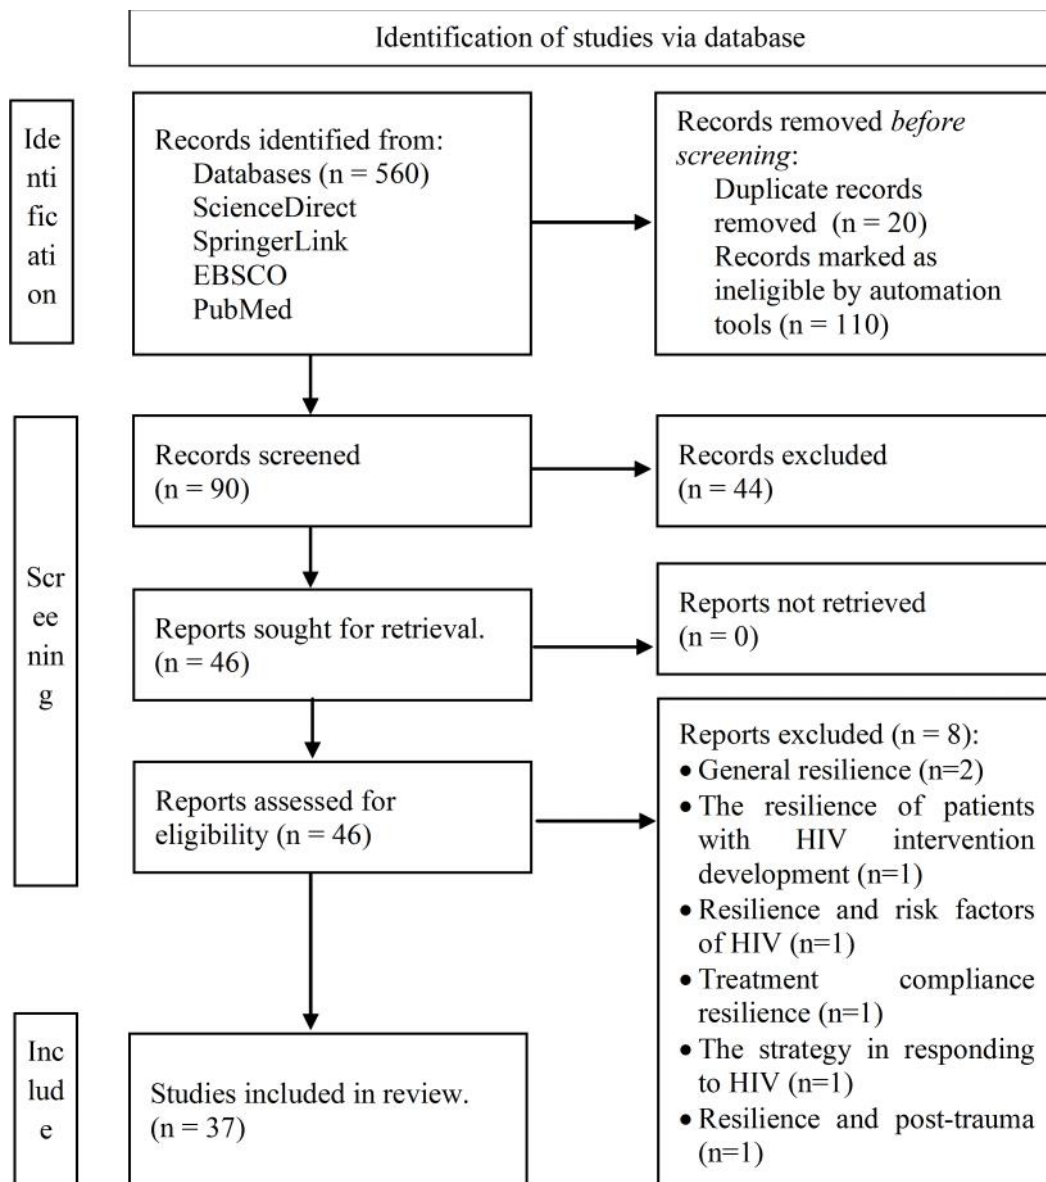 Identification of studies via database
Ide
nti
fic
ati
on
Records identified from:
Databases (n = 560)
ScienceDirect
SpringerLink
EBSCO
PubMed
Records removed before
screening:
Duplicate records
removed (n = 20)
Records marked as
ineligible by automation
tools (n = 110)
Scr
ee
nin
g
Records screened
(n = 90)
Records excluded
(n = 44)
Reports sought for retrieval.
(n = 46)
Reports not retrieved
(n = 0)
Reports assessed for
eligibility (n = 46)
Reports excluded (n = 8):
• General resilience (n=2)
• The resilience of patients
with HIV intervention
development (n=1)
• Resilience and risk factors
of HIV (n=1)
• Treatment compliance
resilience (n=1)
• The strategy in responding
to HIV (n=1)
• Resilience and post-trauma
(n=1)
Inc
lud
e
Studies included in review.
(n = 37)